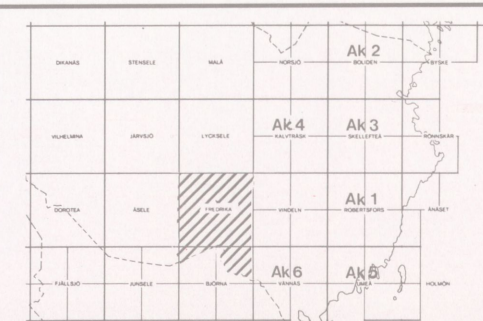 Ak 2
DIKANÄS STENSELE MALÅ NORSJÖ BOLIDEN BYSKE
Ak 4 Ak 3
VILHELMINA JÄRVSJÖ LYCKSELE KALVTRÄSK SKELLEFTEÅ RÖNNSKÄR
Ak 1
DOROTEA ÅSELE FREDRIKA VINDELN ROBERTSFORS ÅNÄSET
Ak 6 Ak 5
FJÄLLSJÖ JUNSELE BJÖRNA VÄNNÄS UMEÅ HOLMÖN